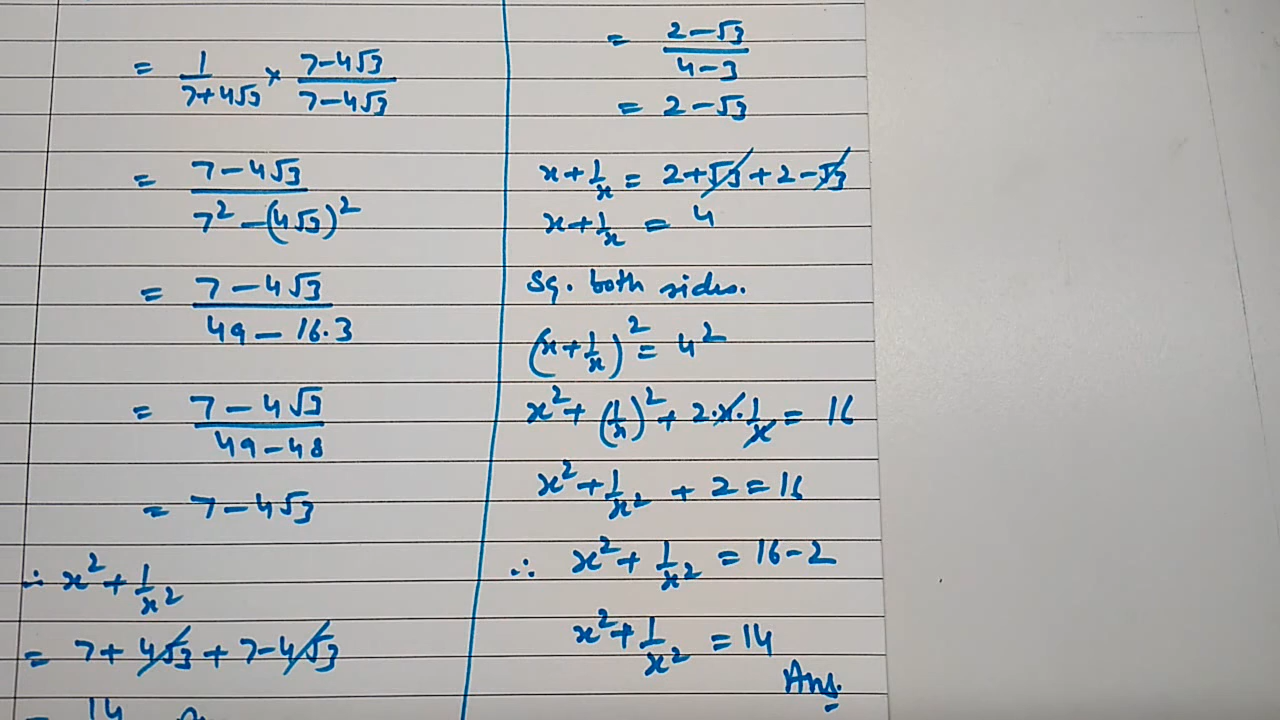 = 1/(7+4√3) × (7-4√3)/(7-4√3)
= (7-4√3)/(7² - (4√3)²)
= (7-4√3)/(49 - 16.3)
= (7-4√3)/(49-48)
= 7-4√3
∴ x² + 1/x²
= 7+4√3+7-4√3
= 14
= (2-√3)/(4-3)
= 2-√3
x + 1/x = 2+√3+2-√3
x + 1/x = 4
Sq. both sides.
(x + 1/x)² = 4²
x² + (1/x)² + 2·x·1/x = 16
x² + 1/x² + 2 = 16
∴ x² + 1/x² = 16-2
x² + 1/x² = 14
Ans.